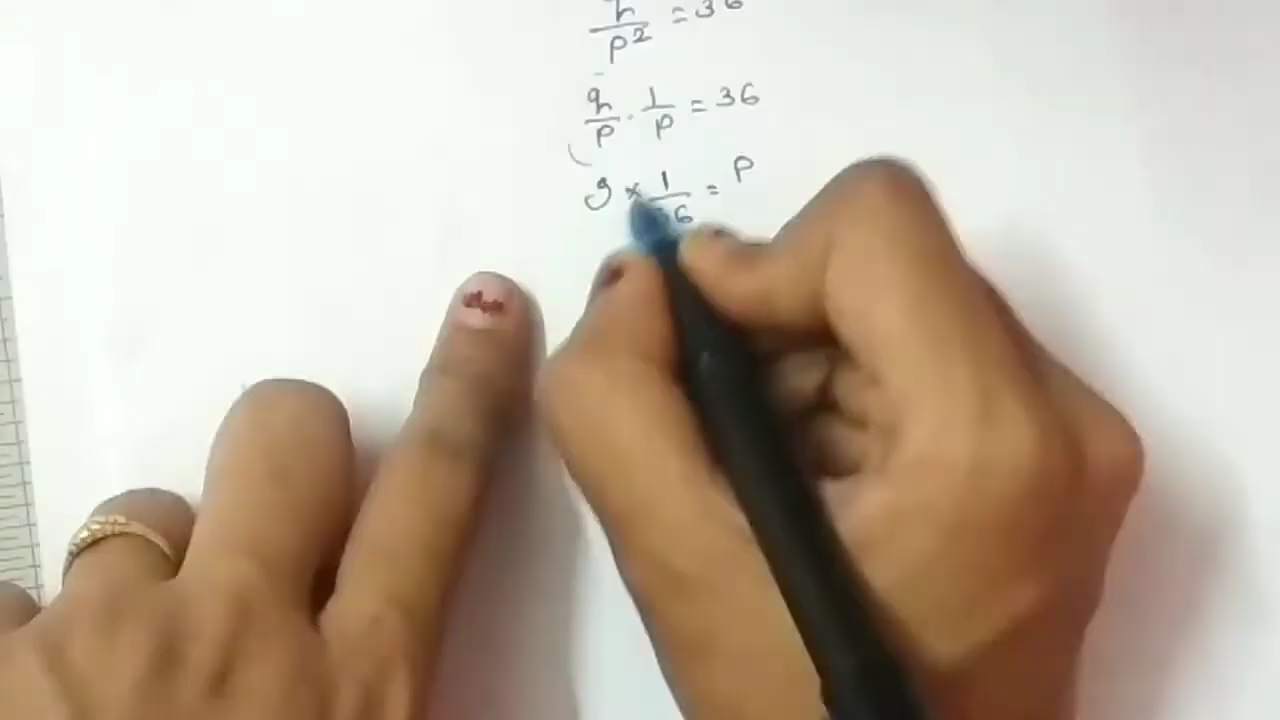 q/p² = 36
q/p · 1/p = 36
9 × 1/36 = p